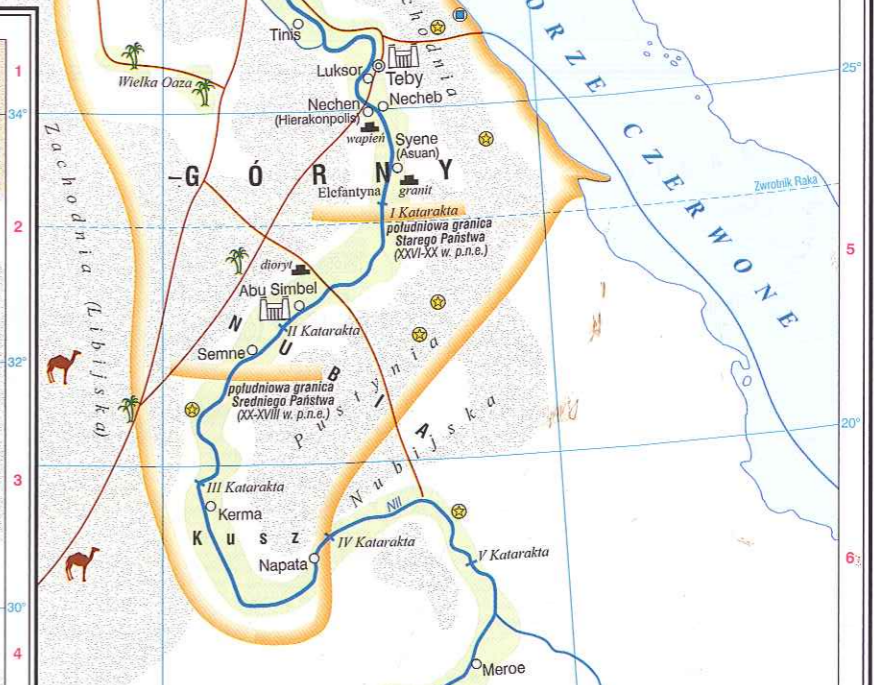 Tinis
chodnia
ORZE CZERWONE
1
Wielka Oaza
Luksor
Teby
25°
34°
Nechen
(Hierakonpolis)
Necheb
wapień
Syene
(Asuan)
Zachodnia (Libijska)
GÓRNY
Elefantyna
granit
Zwrotnik Raka
I Katarakta
2
południowa granica
Starego Państwa
(XXVI-XX w. p.n.e.)
5
dioryt
Abu Simbel
NUBIA
II Katarakta
Semne
32°
południowa granica
Średniego Państwa
(XX-XVIII w. p.n.e.)
Pustynia
Nubijska
20°
3
III Katarakta
Kerma
Nil
Kusz
IV Katarakta
Napata
V Katarakta
6
30°
4
Meroe